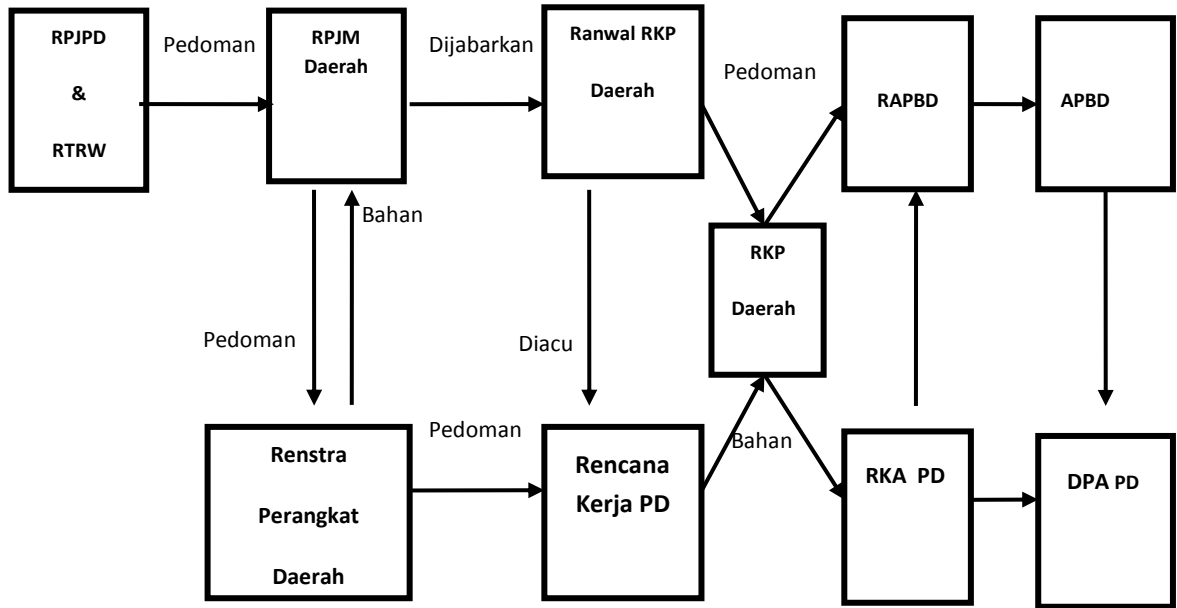 RPJPD
&
RTRW
Pedoman
RPJM
Daerah
Dijabarkan
Ranwal RKP
Daerah
Pedoman
RAPBD
APBD
Bahan
RKP
Daerah
Pedoman
Diacu
Renstra
Perangkat
Daerah
Pedoman
Rencana
Kerja PD
Bahan
RKA PD
DPA PD